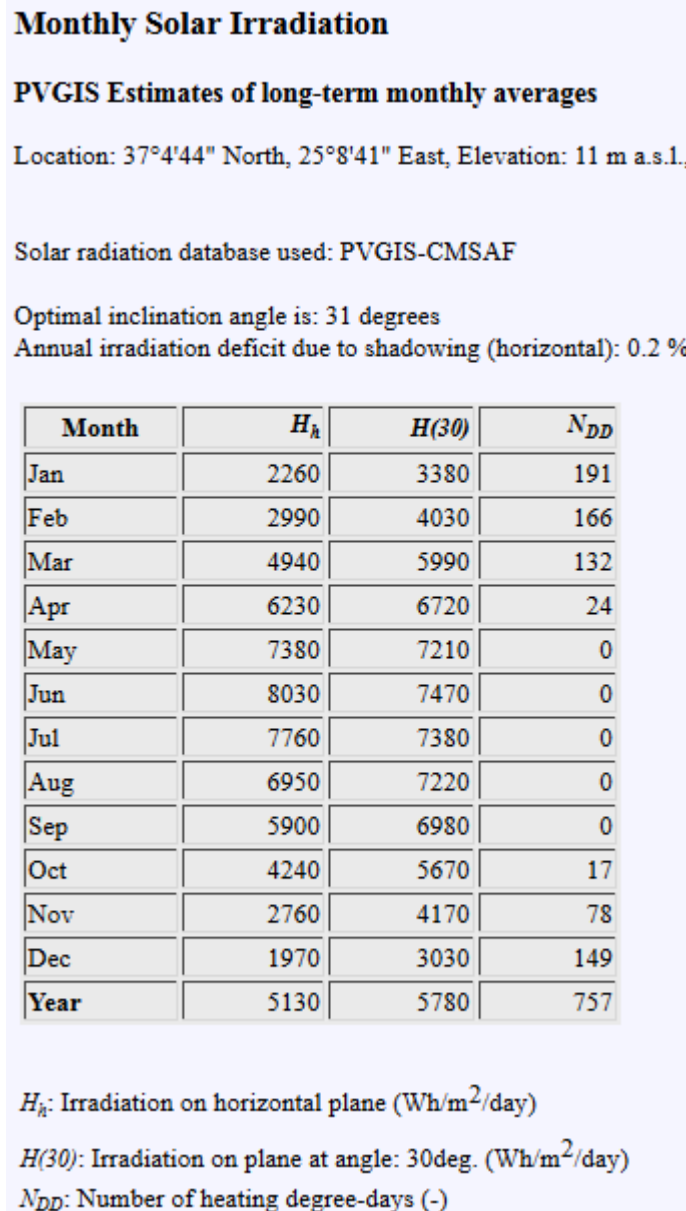 Monthly Solar Irradiation
PVGIS Estimates of long-term monthly averages
Location: 37°4'44" North, 25°8'41" East, Elevation: 11 m a.s.l.,
Solar radiation database used: PVGIS-CMSAF
Optimal inclination angle is: 31 degrees
Annual irradiation deficit due to shadowing (horizontal): 0.2 %
Month Hh H(30) NDD
Jan 2260 3380 191
Feb 2990 4030 166
Mar 4940 5990 132
Apr 6230 6720 24
May 7380 7210 0
Jun 8030 7470 0
Jul 7760 7380 0
Aug 6950 7220 0
Sep 5900 6980 0
Oct 4240 5670 17
Nov 2760 4170 78
Dec 1970 3030 149
Year 5130 5780 757
Hh: Irradiation on horizontal plane (Wh/m2/day)
H(30): Irradiation on plane at angle: 30deg. (Wh/m2/day)
NDD: Number of heating degree-days (-)